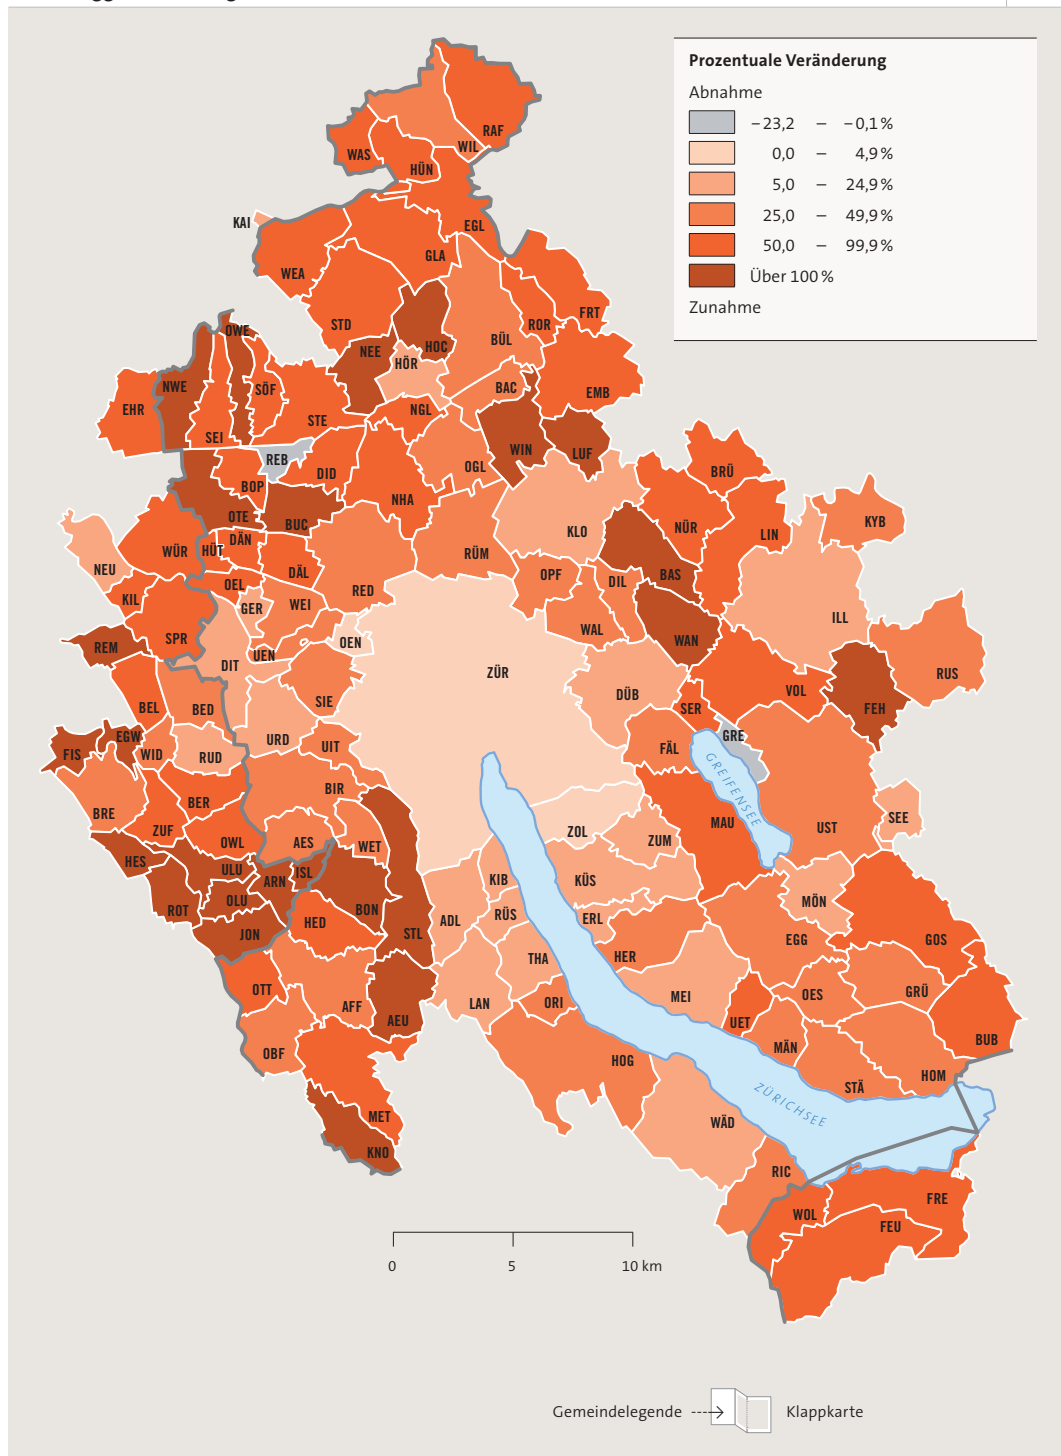 Prozentuale Veränderung
Abnahme
–23,2 – –0,1 %
0,0 – 4,9 %
5,0 – 24,9 %
25,0 – 49,9 %
50,0 – 99,9 %
Über 100 %
Zunahme
RAF
WIL
WAS
HÜN
KAI
EGL
GLA
WEA
FRT
STD
ROR
OWE
HOC
BÜL
NEE
HÖR
NWE
SÖF
BAC
EMB
EHR
STE
NGL
SEI
WIN
LUF
REB
OGL
DID
BRÜ
BOP
NHA
OTE
BUC
KLO
NÜR
LIN
KYB
DÄN
HÜT
WÜR
RÜM
NEU
DÄL
OPF
DIL
BAS
OEL
RED
KIL
GER
WEI
ILL
SPR
WAL
REM
OEN
WAN
UEN
DIT
ZÜR
RUS
DÜB
VOL
BEL
BED
SIE
SER
FEH
EGW
GRE
FIS
WID
RUD
URD
UIT
FÄL
GREIFENSEE
BIR
BER
BRE
SEE
ZUF
MAU
UST
ZOL
OWL
AES
WET
ZUM
HES
ULU
ISL
ARN
KIB
KÜS
OLU
MÖN
ROT
BON
RÜS
HED
ADL
ERL
JON
STL
EGG
GOS
THA
HER
OTT
OES
GRÜ
MEI
LAN
ORI
AFF
AEU
UET
BUB
OBF
MÄN
HOG
HOM
STÄ
ZÜRICHSEE
MET
WÄD
KNO
RIC
FRE
WOL
FEU
0 5 10 km
Gemeindelegende Klappkarte